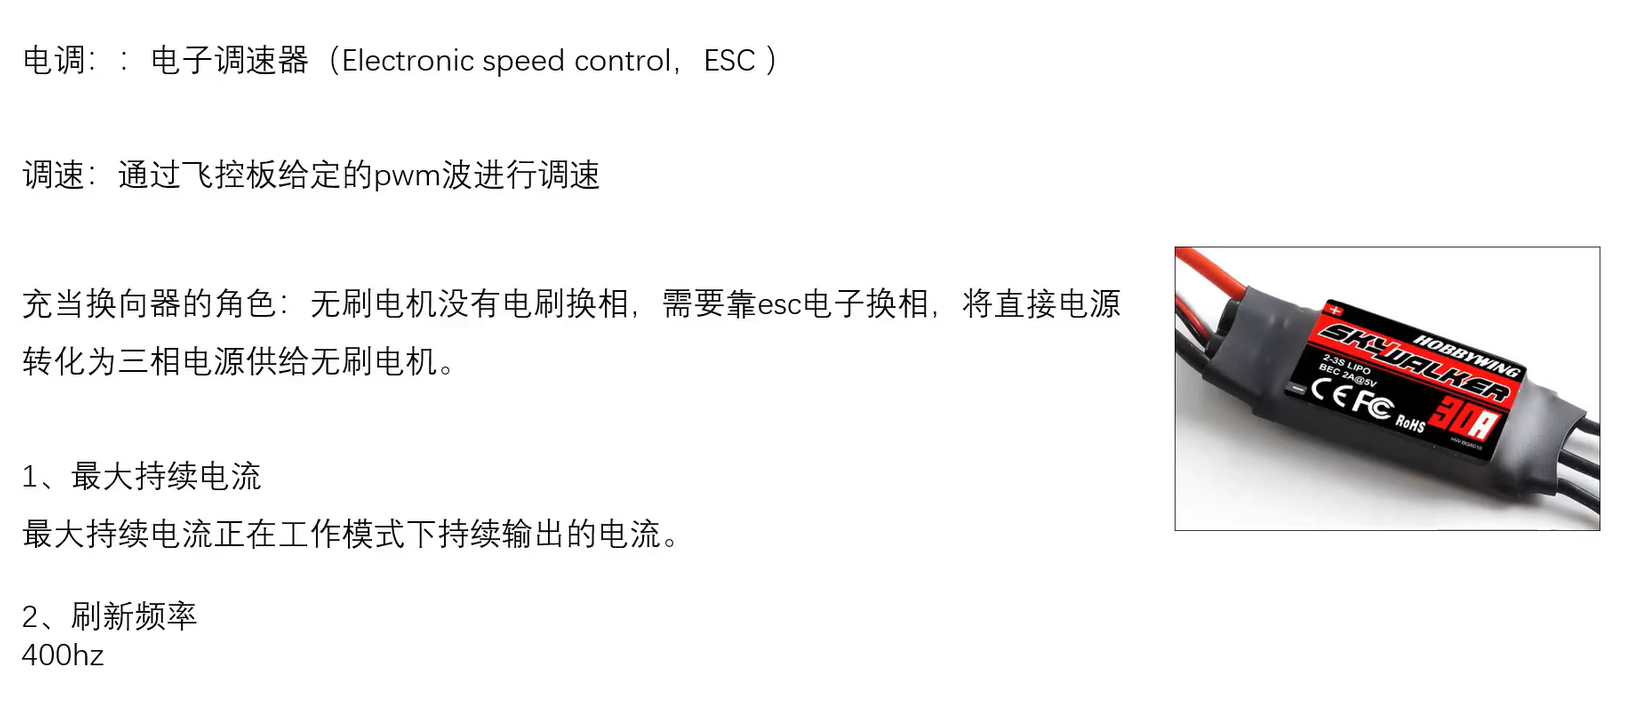 电调：：电子调速器（Electronic speed control，ESC ）
调速：通过飞控板给定的pwm波进行调速
充当换向器的角色：无刷电机没有电刷换相，需要靠esc电子换相，将直接电源
转化为三相电源供给无刷电机。
1、最大持续电流
最大持续电流正在工作模式下持续输出的电流。
2、刷新频率
400hz
HOBBYWING
SKYWALKER
2-3S LIPO
BEC 2A@5V
CE FC RoHS
30A